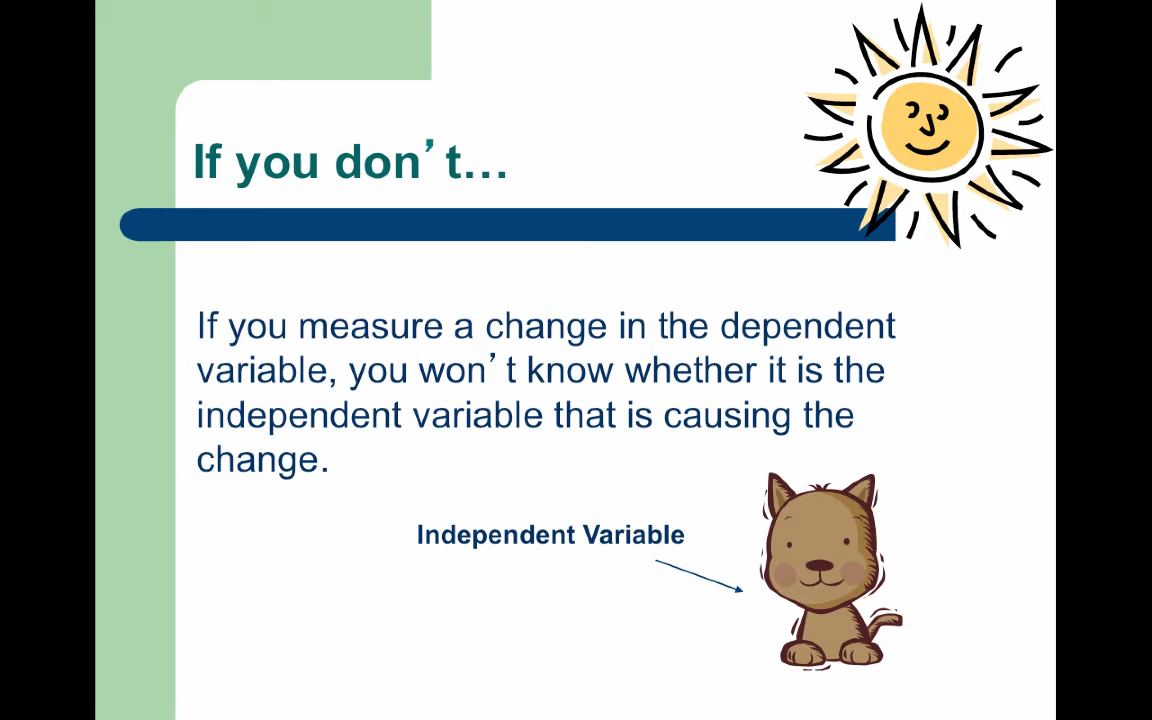 If you don’t...
If you measure a change in the dependent
variable, you won’t know whether it is the
independent variable that is causing the
change.
Independent Variable